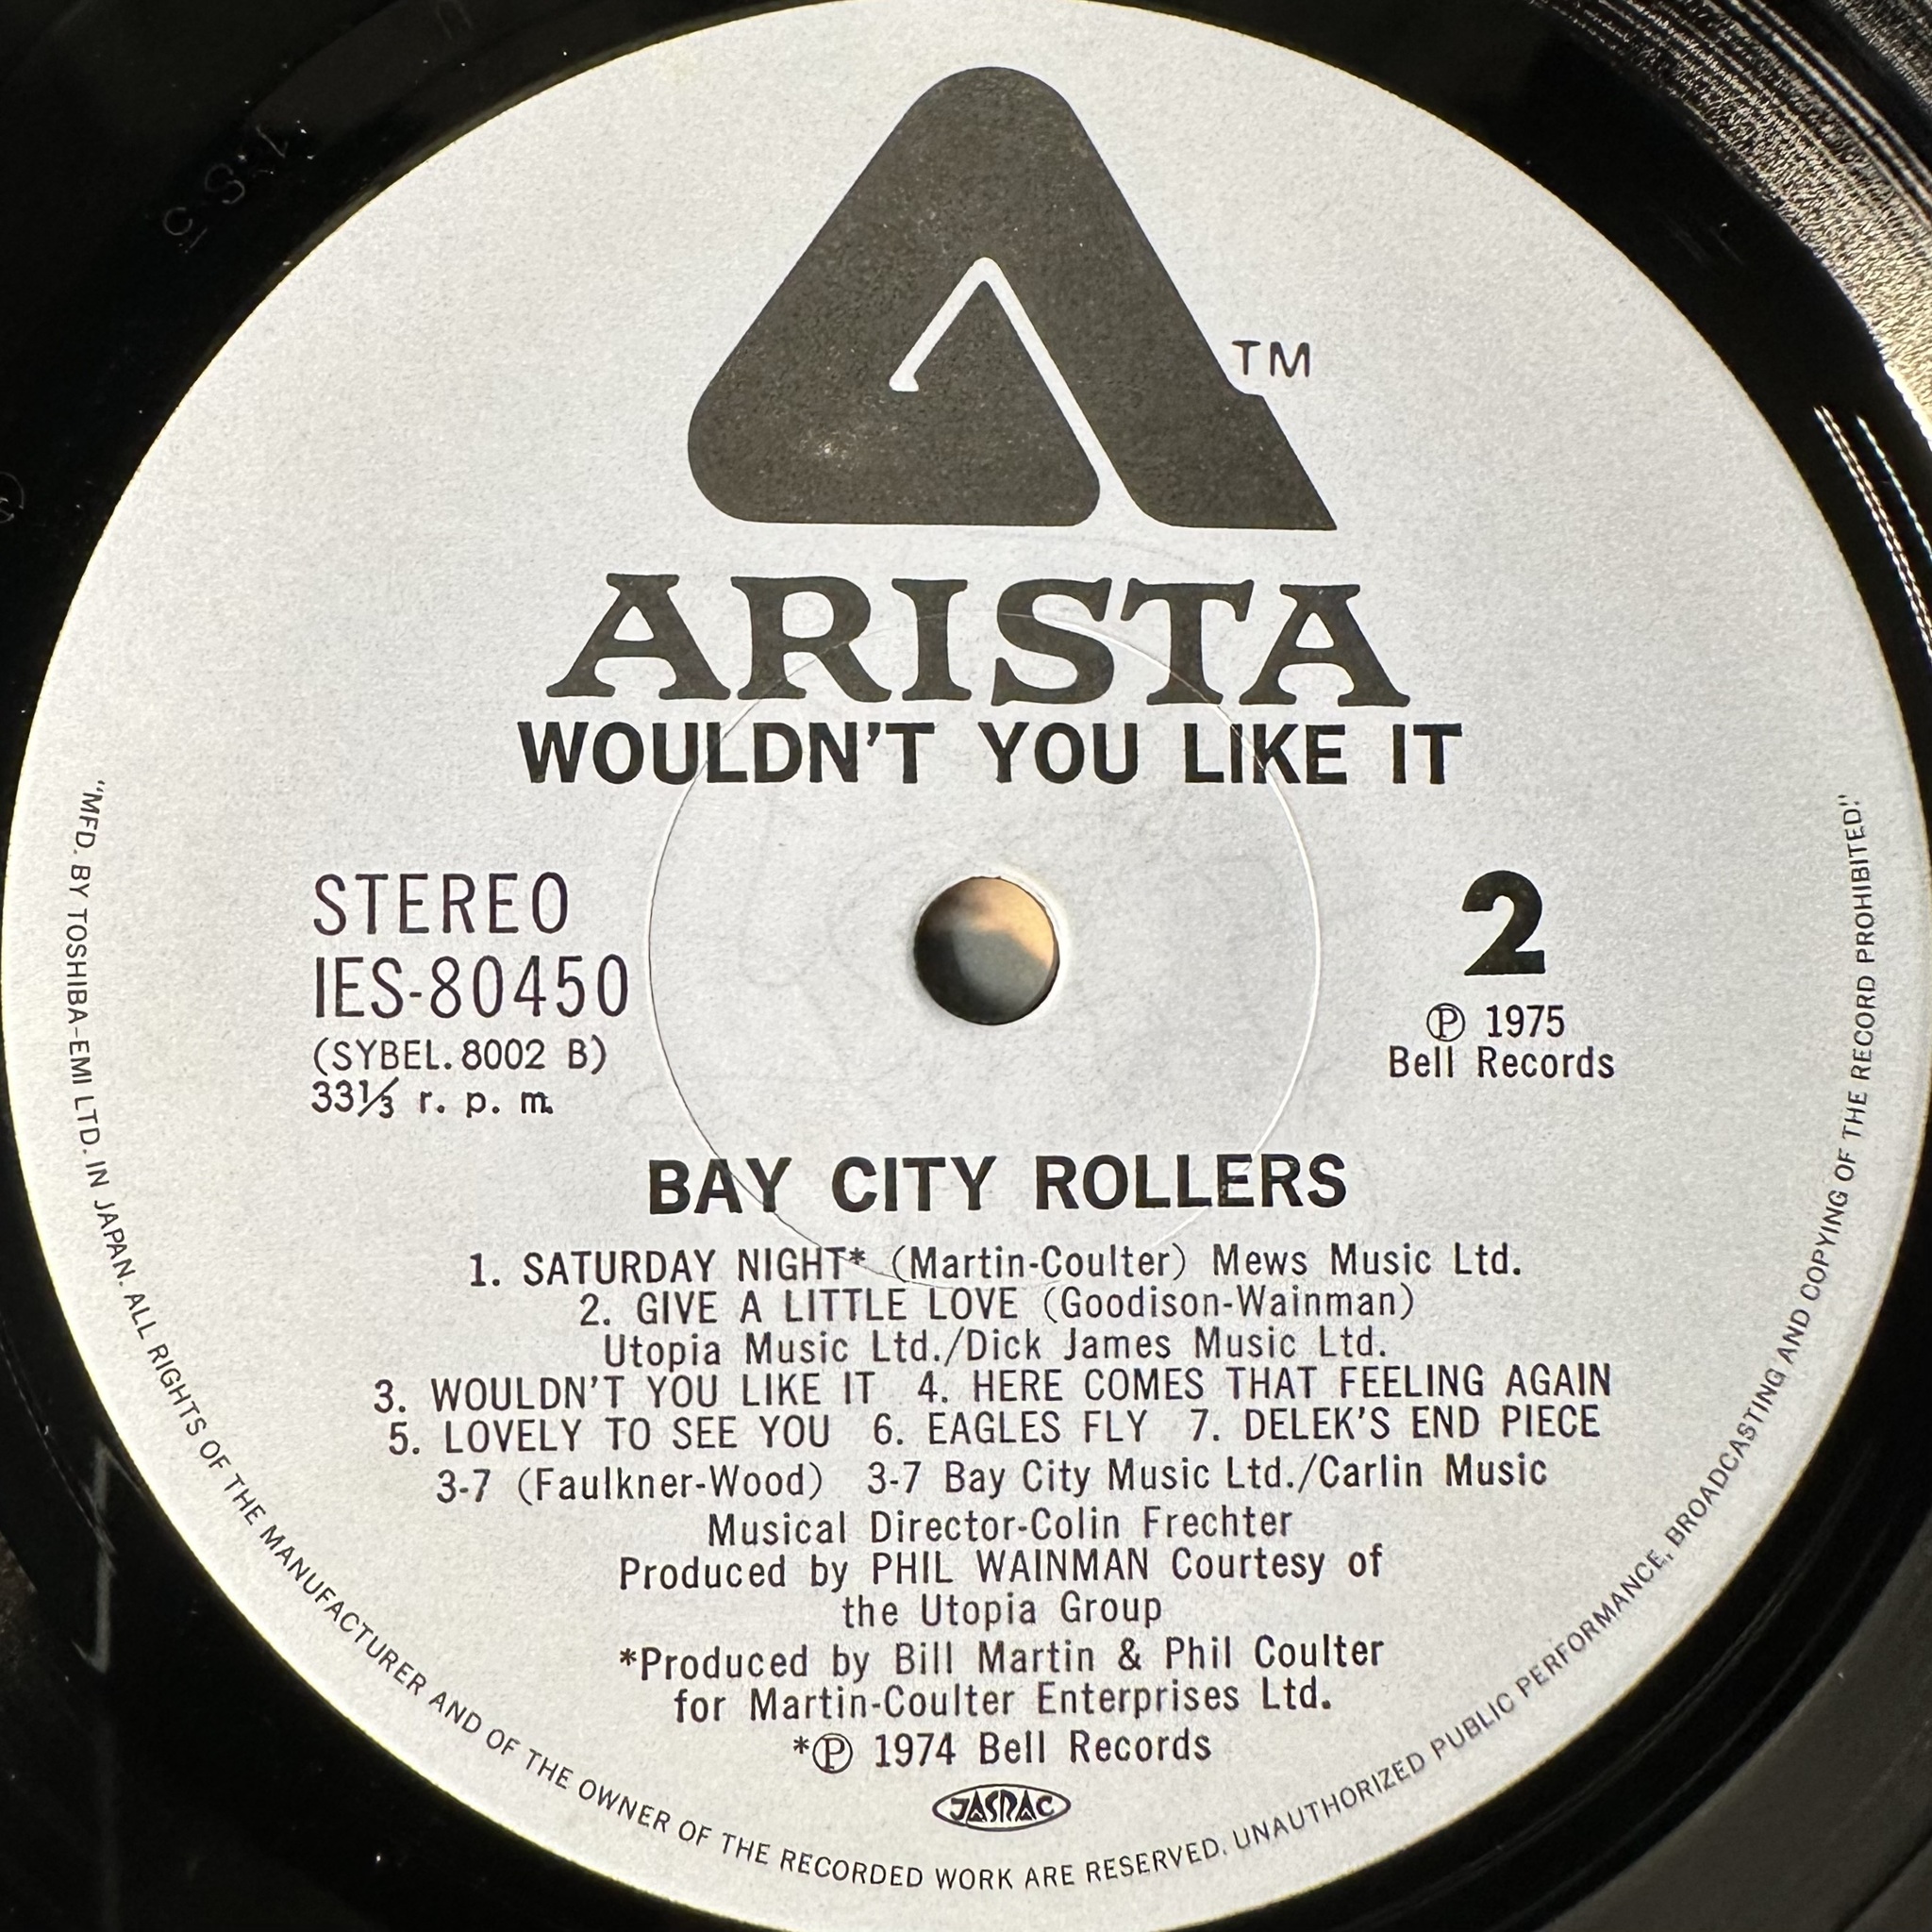 TM
ARISTA
WOULDN'T YOU LIKE IT
STEREO
IES-80450
(SYBEL. 8002 B)
33⅓ r. p. m.
2
Ⓟ 1975
Bell Records
BAY CITY ROLLERS
1. SATURDAY NIGHT* (Martin-Coulter) Mews Music Ltd.
2. GIVE A LITTLE LOVE (Goodison-Wainman)
Utopia Music Ltd./Dick James Music Ltd.
3. WOULDN'T YOU LIKE IT 4. HERE COMES THAT FEELING AGAIN
5. LOVELY TO SEE YOU 6. EAGLES FLY 7. DELEK'S END PIECE
3-7 (Faulkner-Wood) 3-7 Bay City Music Ltd./Carlin Music
Musical Director-Colin Frechter
Produced by PHIL WAINMAN Courtesy of
the Utopia Group
*Produced by Bill Martin & Phil Coulter
for Martin-Coulter Enterprises Ltd.
*Ⓟ 1974 Bell Records
JASRAC
"MFD. BY TOSHIBA-EMI LTD. IN JAPAN. ALL RIGHTS OF THE MANUFACTURER AND OF THE OWNER OF THE RECORDED WORK ARE RESERVED. UNAUTHORIZED PUBLIC PERFORMANCE, BROADCASTING AND COPYING OF THE RECORD PROHIBITED."